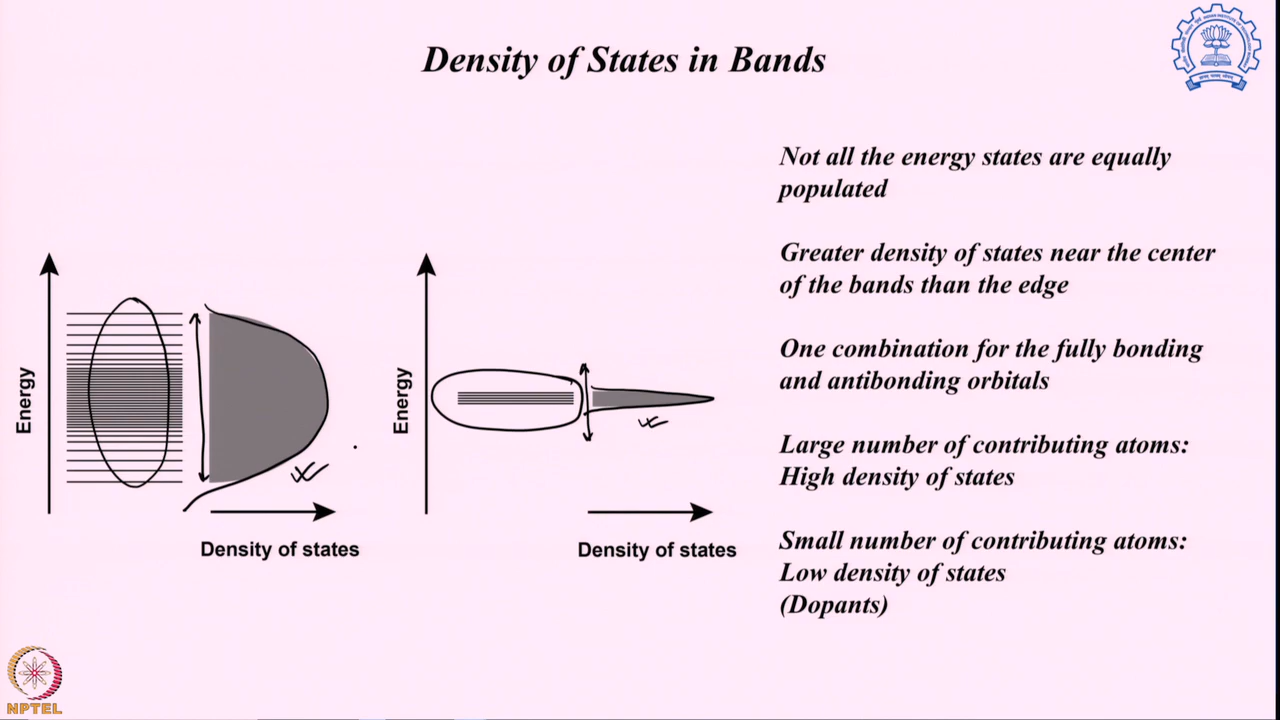 Density of States in Bands
Not all the energy states are equally
populated
Greater density of states near the center
of the bands than the edge
One combination for the fully bonding
and antibonding orbitals
Large number of contributing atoms:
High density of states
Small number of contributing atoms:
Low density of states
(Dopants)
Energy
Density of states
Energy
Density of states
NPTEL